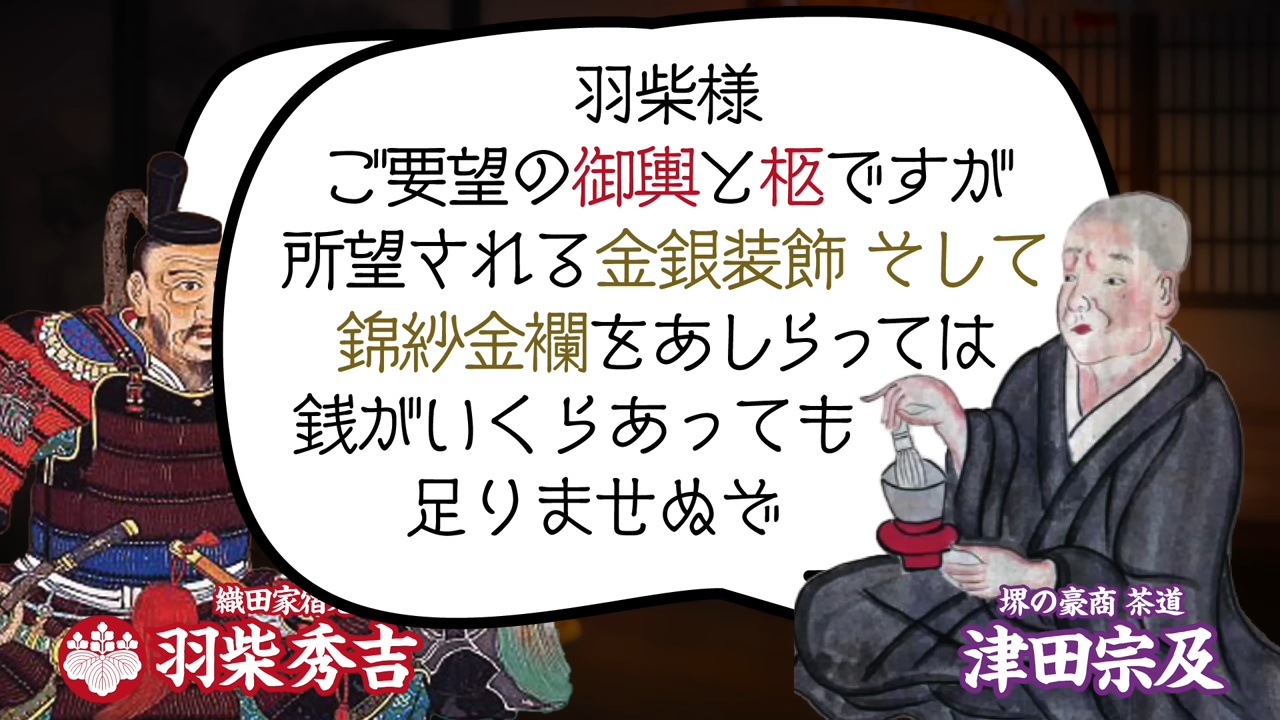 羽柴様
ご要望の御輿と柩ですが
所望される金銀装飾 そして
錦紗金襴をあしらっては
銭がいくらあっても
足りませぬぞ
織田家宿
羽柴秀吉
堺の豪商 茶道
津田宗及